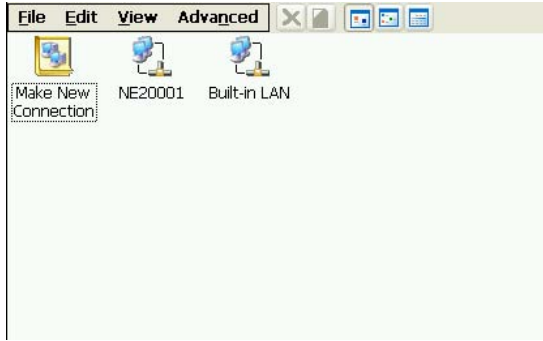 File Edit View Advanced
Make New Connection
NE20001
Built-in LAN